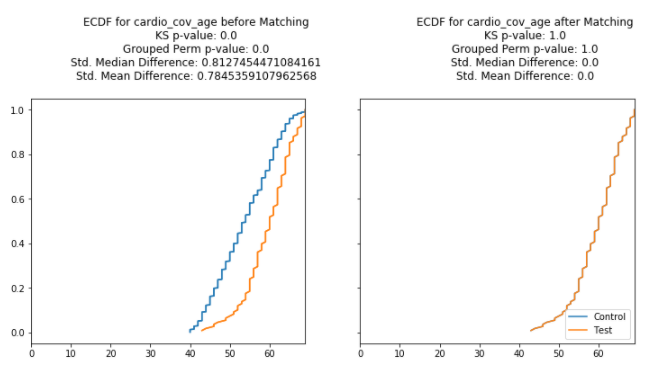 ECDF for cardio_cov_age before Matching
KS p-value: 0.0
Grouped Perm p-value: 0.0
Std. Median Difference: 0.8127454471084161
Std. Mean Difference: 0.7845359107962568
1.0
0.8
0.6
0.4
0.2
0.0
0 10 20 30 40 50 60
ECDF for cardio_cov_age after Matching
KS p-value: 1.0
Grouped Perm p-value: 1.0
Std. Median Difference: 0.0
Std. Mean Difference: 0.0
Control
Test
0 10 20 30 40 50 60